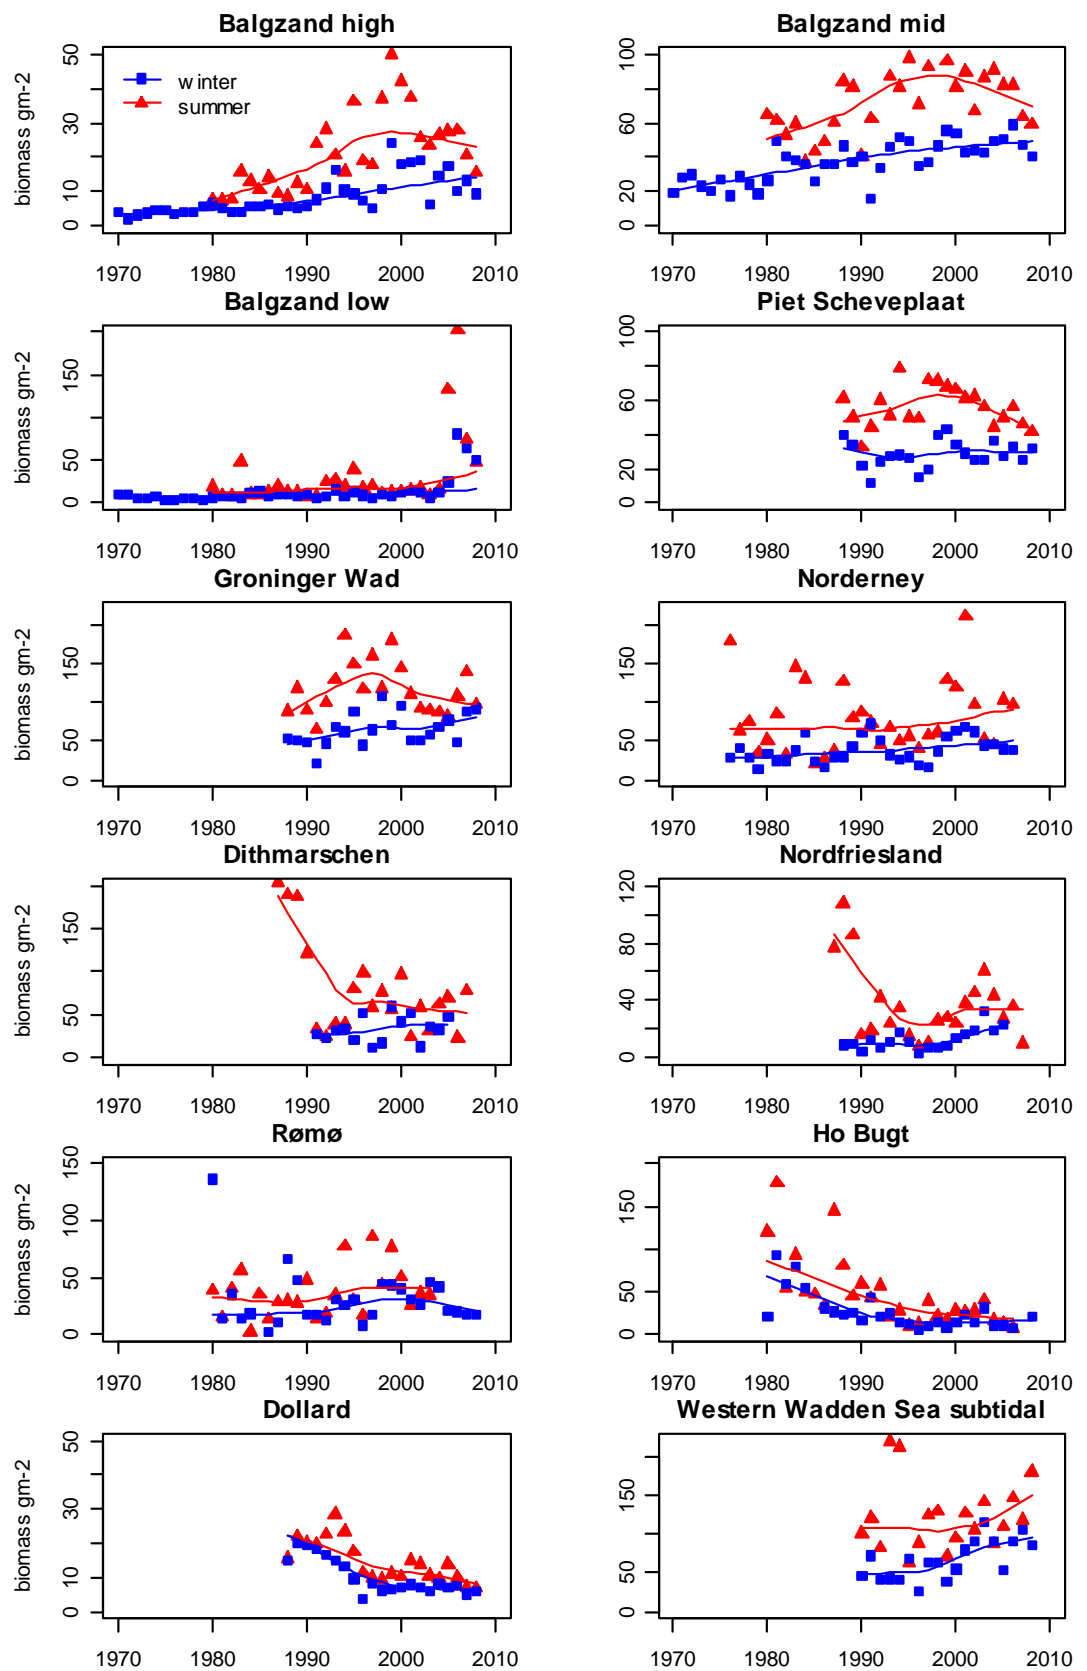 Balgzand high
Balgzand mid
biomass gm-2
0 10 30 50
winter
summer
1970 1980 1990 2000 2010
0 20 60 100
1970 1980 1990 2000 2010
Balgzand low
Piet Scheveplaat
biomass gm-2
0 50 150
1970 1980 1990 2000 2010
0 20 60 100
1970 1980 1990 2000 2010
Groninger Wad
Norderney
biomass gm-2
0 50 150
1970 1980 1990 2000 2010
0 50 150
1970 1980 1990 2000 2010
Dithmarschen
Nordfriesland
biomass gm-2
0 50 150
1970 1980 1990 2000 2010
0 40 80 120
1970 1980 1990 2000 2010
Rømø
Ho Bugt
biomass gm-2
0 50 100 150
1970 1980 1990 2000 2010
0 50 150
1970 1980 1990 2000 2010
Dollard
Western Wadden Sea subtidal
biomass gm-2
0 10 30 50
1970 1980 1990 2000 2010
0 50 150
1970 1980 1990 2000 2010